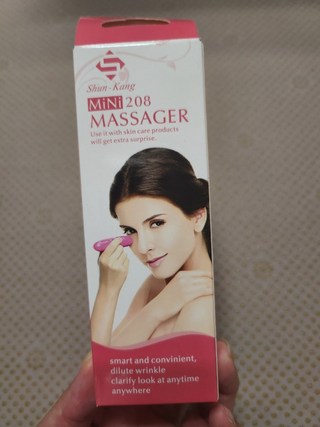 Shun-Kang
MiNi 208
MASSAGER
Use it with skin care products
will get extra surprise.
smart and convinient,
dilute wrinkle
clarify look at anytime
anywhere